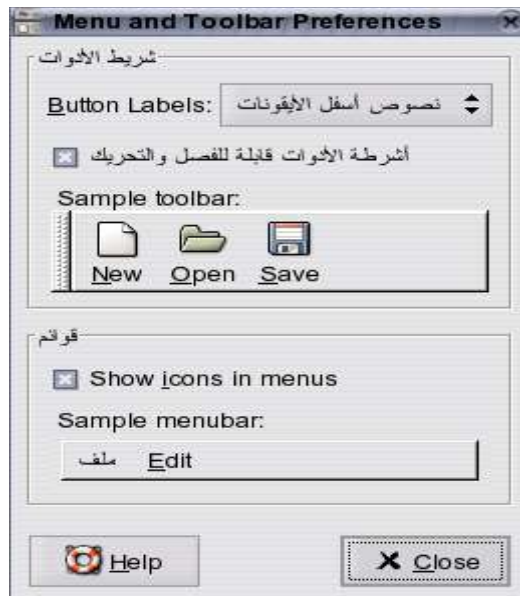 Menu and Toolbar Preferences
شريط الأدوات
Button Labels: نصوص أسفل الأيقونات
أشرطة الأدوات قابلة للفصل والتحريك
Sample toolbar:
New Open Save
قوائم
Show icons in menus
Sample menubar:
ملف Edit
Help Close